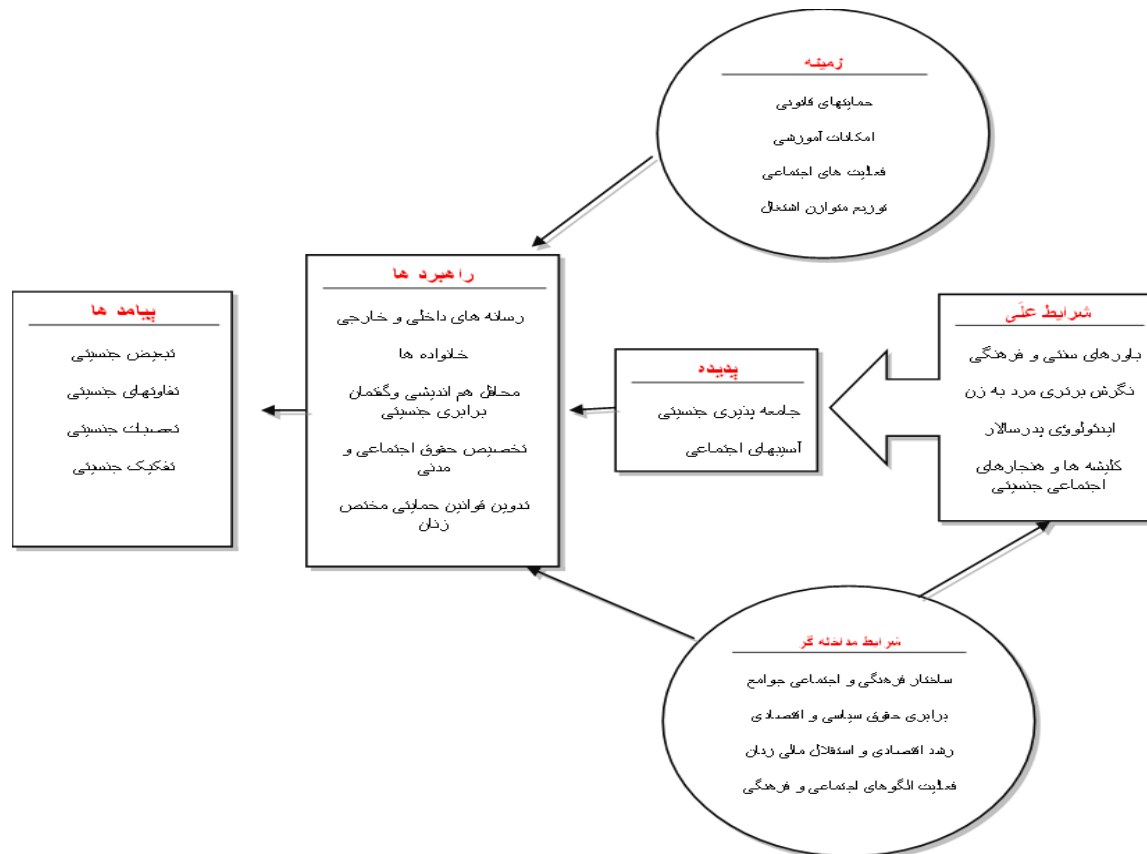 زمینه
حمایتهای قانونی
امکانات آموزشی
فعالیت های اجتماعی
توزیع متوازن اشتغال
شرایط علّی
باورهای سنتی و فرهنگی
نگرش برتری مرد به زن
ایدئولوژی پدرسالار
کلیشه ها و هنجارهای
اجتماعی جنسیتی
پدیده
جامعه پذیری جنسیتی
آسیبهای اجتماعی
راهبرد ها
رسانه های داخلی و خارجی
خانواده ها
محافل هم اندیشی وگفتمان
برابری جنسیتی
تخصیص حقوق اجتماعی و
مدنی
تدوین قوانین حمایتی مختص
زنان
پیامد ها
تبعیض جنسیتی
تفاوتهای جنسیتی
تعصبات جنسیتی
تفکیک جنسیتی
شرایط مداخله گر
ساختار فرهنگی و اجتماعی جوامع
برابری حقوق سیاسی و اقتصادی
رشد اقتصادی و استقلال مالی زنان
فعالیت الگوهای اجتماعی و فرهنگی